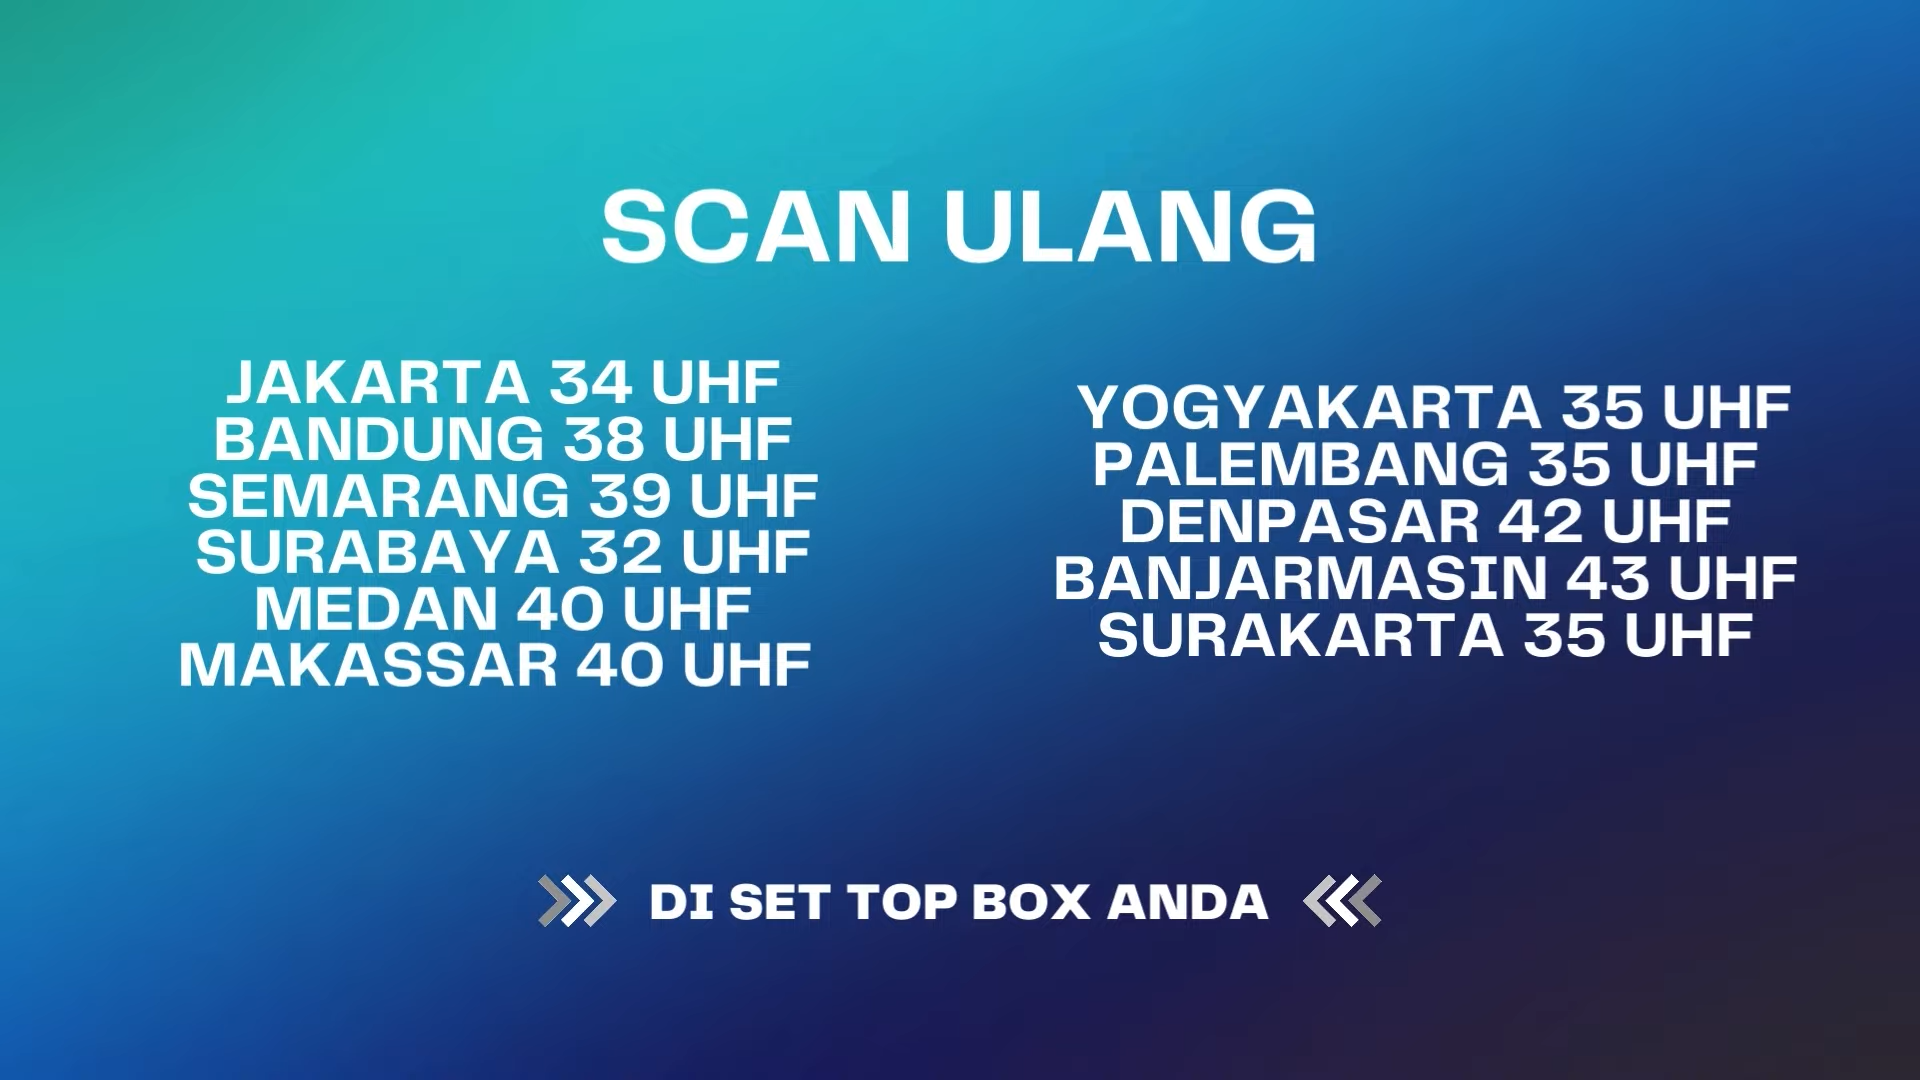 SCAN ULANG
JAKARTA 34 UHF
BANDUNG 38 UHF
SEMARANG 39 UHF
SURABAYA 32 UHF
MEDAN 40 UHF
MAKASSAR 40 UHF
YOGYAKARTA 35 UHF
PALEMBANG 35 UHF
DENPASAR 42 UHF
BANJARMASIN 43 UHF
SURAKARTA 35 UHF
DI SET TOP BOX ANDA